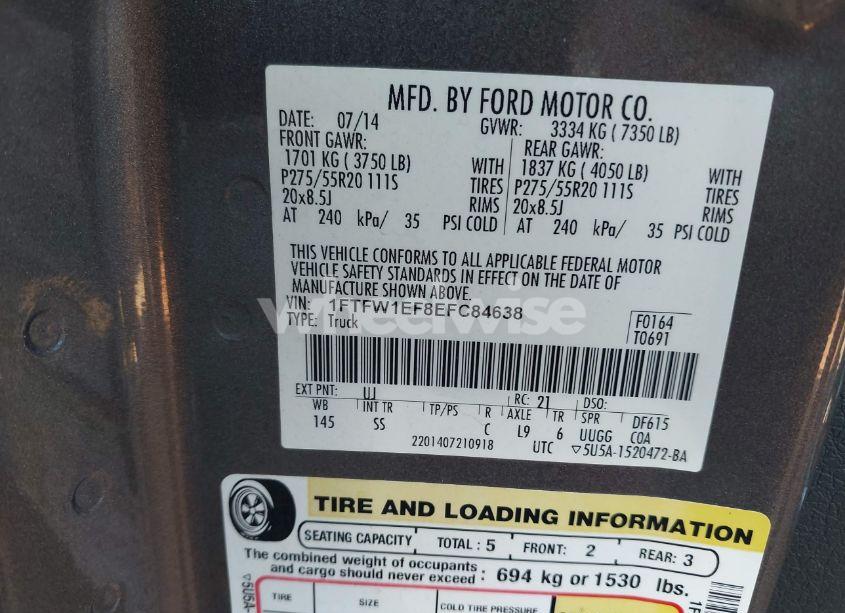 MFD. BY FORD MOTOR CO.
DATE: 07/14 GVWR: 3334 KG ( 7350 LB)
FRONT GAWR: REAR GAWR:
1701 KG ( 3750 LB) WITH 1837 KG ( 4050 LB) WITH
P275/55R20 111S TIRES P275/55R20 111S TIRES
20x8.5J RIMS 20x8.5J RIMS
AT 240 kPa/ 35 PSI COLD AT 240 kPa/ 35 PSI COLD
THIS VEHICLE CONFORMS TO ALL APPLICABLE FEDERAL MOTOR
VEHICLE SAFETY STANDARDS IN EFFECT ON THE DATE OF
MANUFACTURE SHOWN ABOVE.
VIN: 1FTFW1EF8EFC84638
TYPE: Truck
F0164
T0691
wheelwise
EXT PNT: UJ RC: 21 DSO:
WB INT TR TP/PS R AXLE TR SPR DF615
145 SS C L9 6 UUGG COA
2201407210918 UTC ▽5U5A-1520472-BA
TIRE AND LOADING INFORMATION
SEATING CAPACITY TOTAL : 5 FRONT: 2 REAR: 3
The combined weight of occupants
and cargo should never exceed : 694 kg or 1530 lbs.
TIRE SIZE COLD TIRE PRESSURE
▽5U5A-